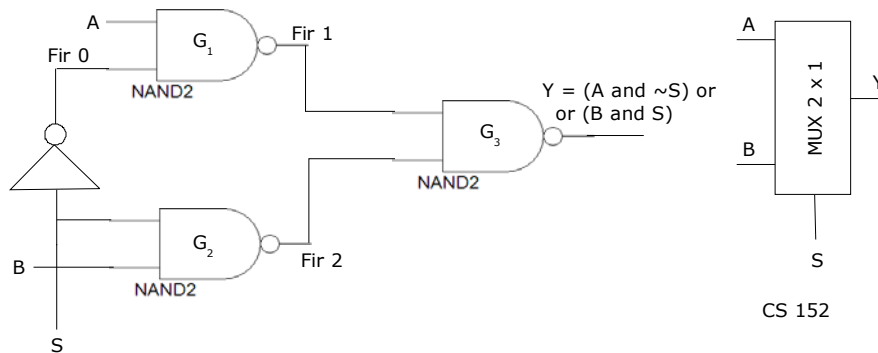 A
Fir 0
G1
NAND2
Fir 1
Y = (A and ~S) or
or (B and S)
G3
NAND2
G2
B
NAND2
Fir 2
S
A
B
MUX 2 x 1
Y
S
CS 152